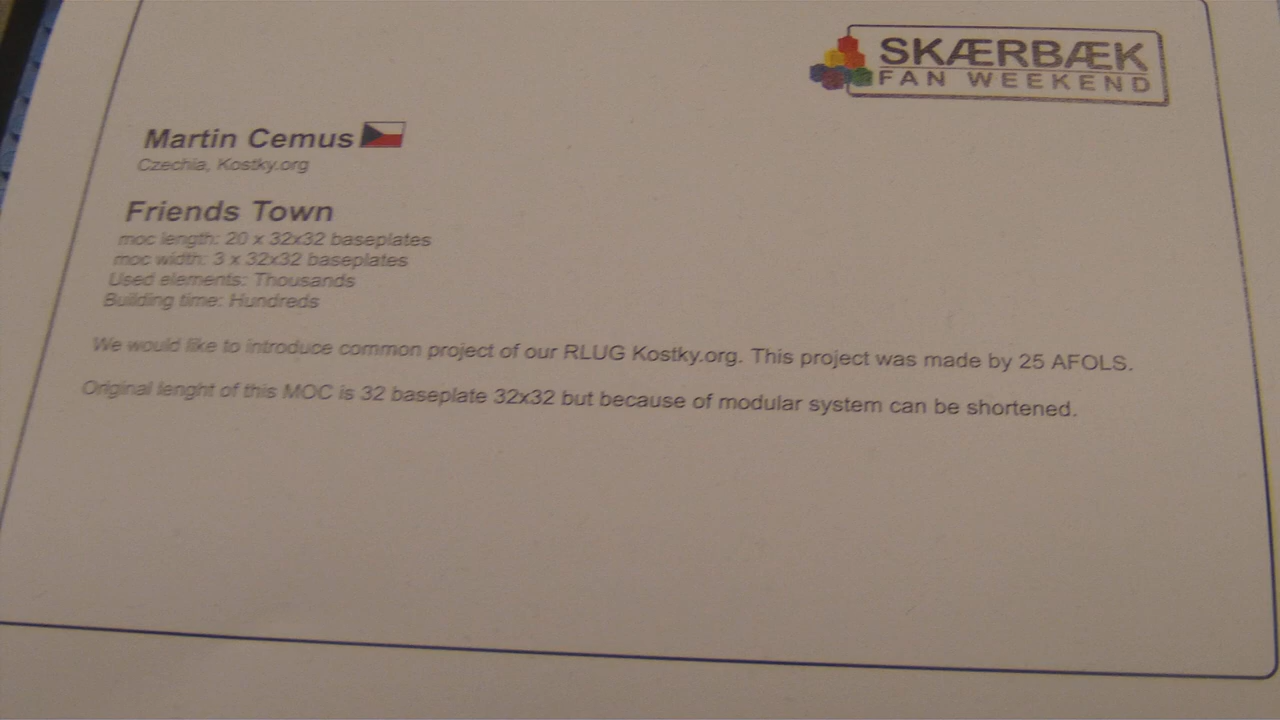 SKÆRBÆK
FAN WEEKEND
Martin Cemus
Czechia, Kostky.org
Friends Town
moc length: 20 x 32x32 baseplates
moc width: 3 x 32x32 baseplates
Used elements: Thousands
Building time: Hundreds
We would like to introduce common project of our RLUG Kostky.org. This project was made by 25 AFOLS.
Original lenght of this MOC is 32 baseplate 32x32 but because of modular system can be shortened.